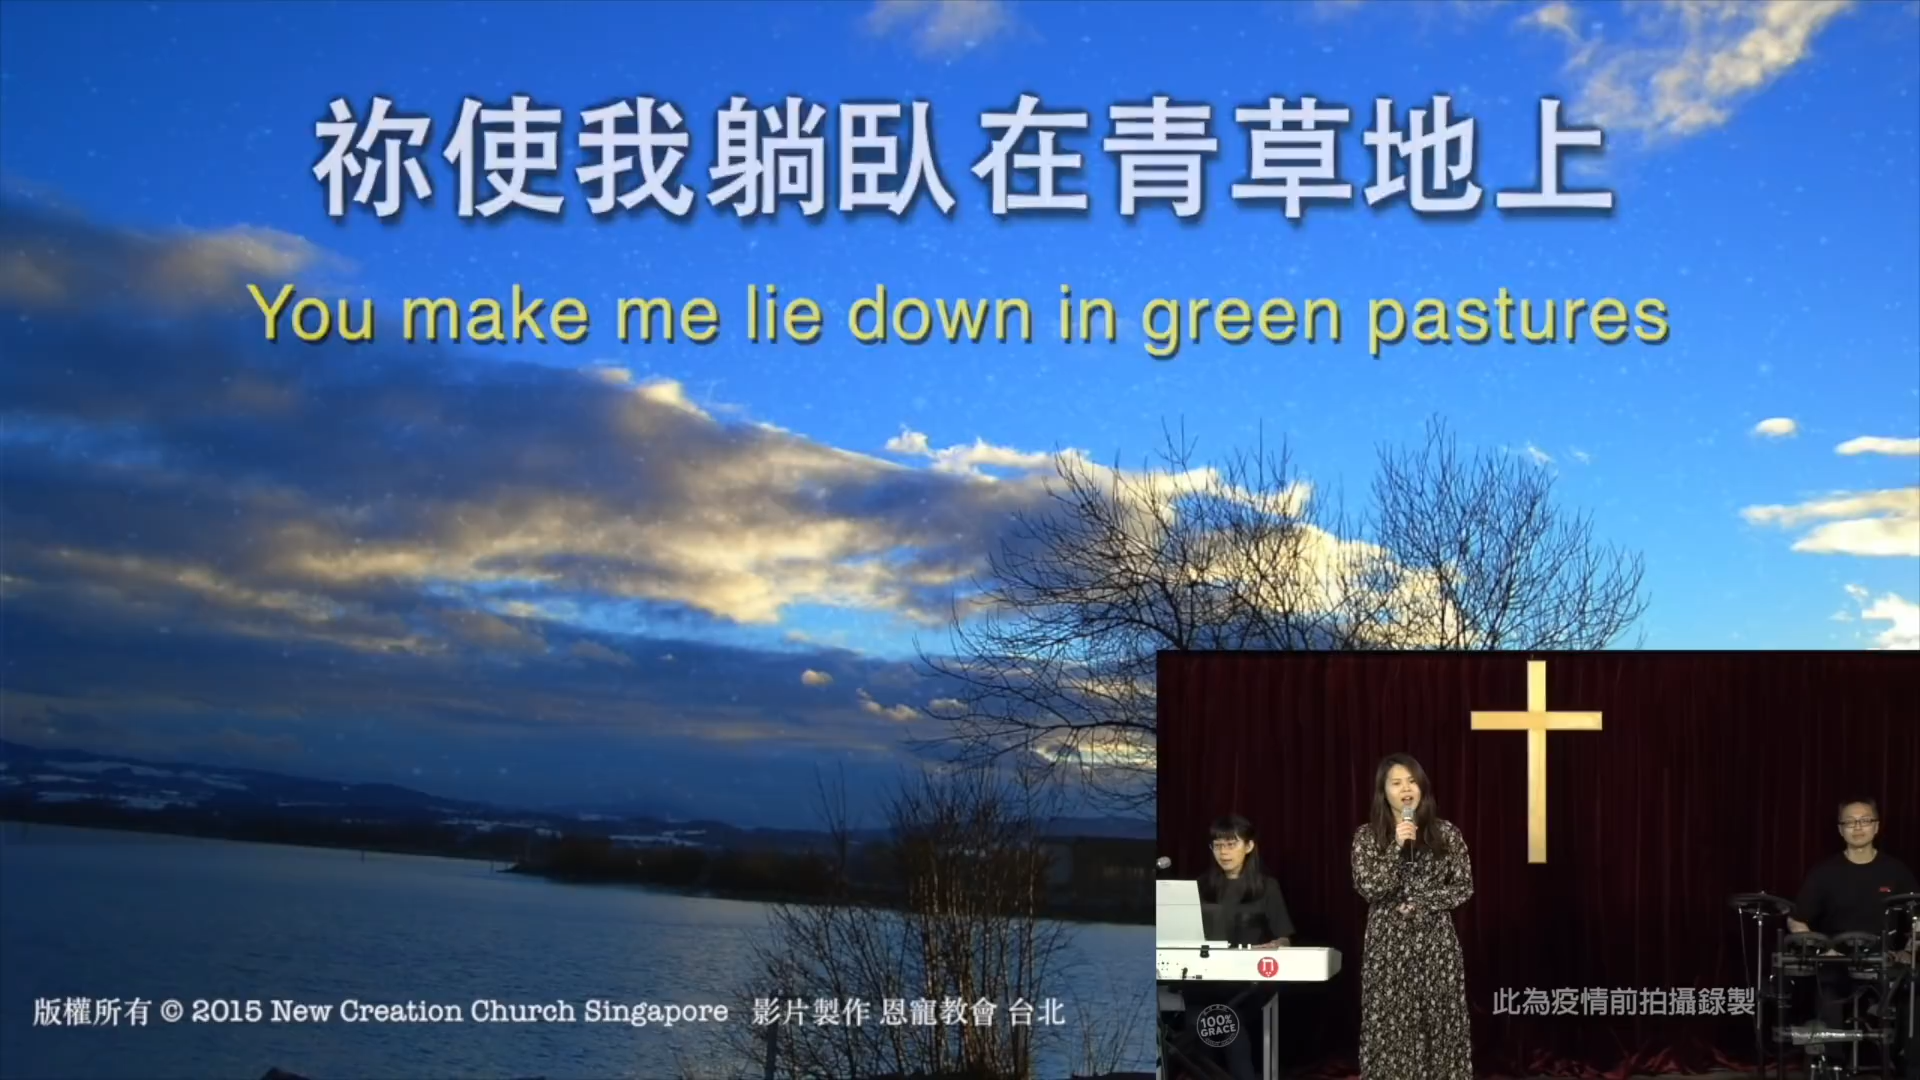 祢使我躺臥在青草地上
You make me lie down in green pastures
版權所有 © 2015 New Creation Church Singapore 影片製作 恩寵教會 台北
此為疫情前拍攝錄製
100%
GRACE